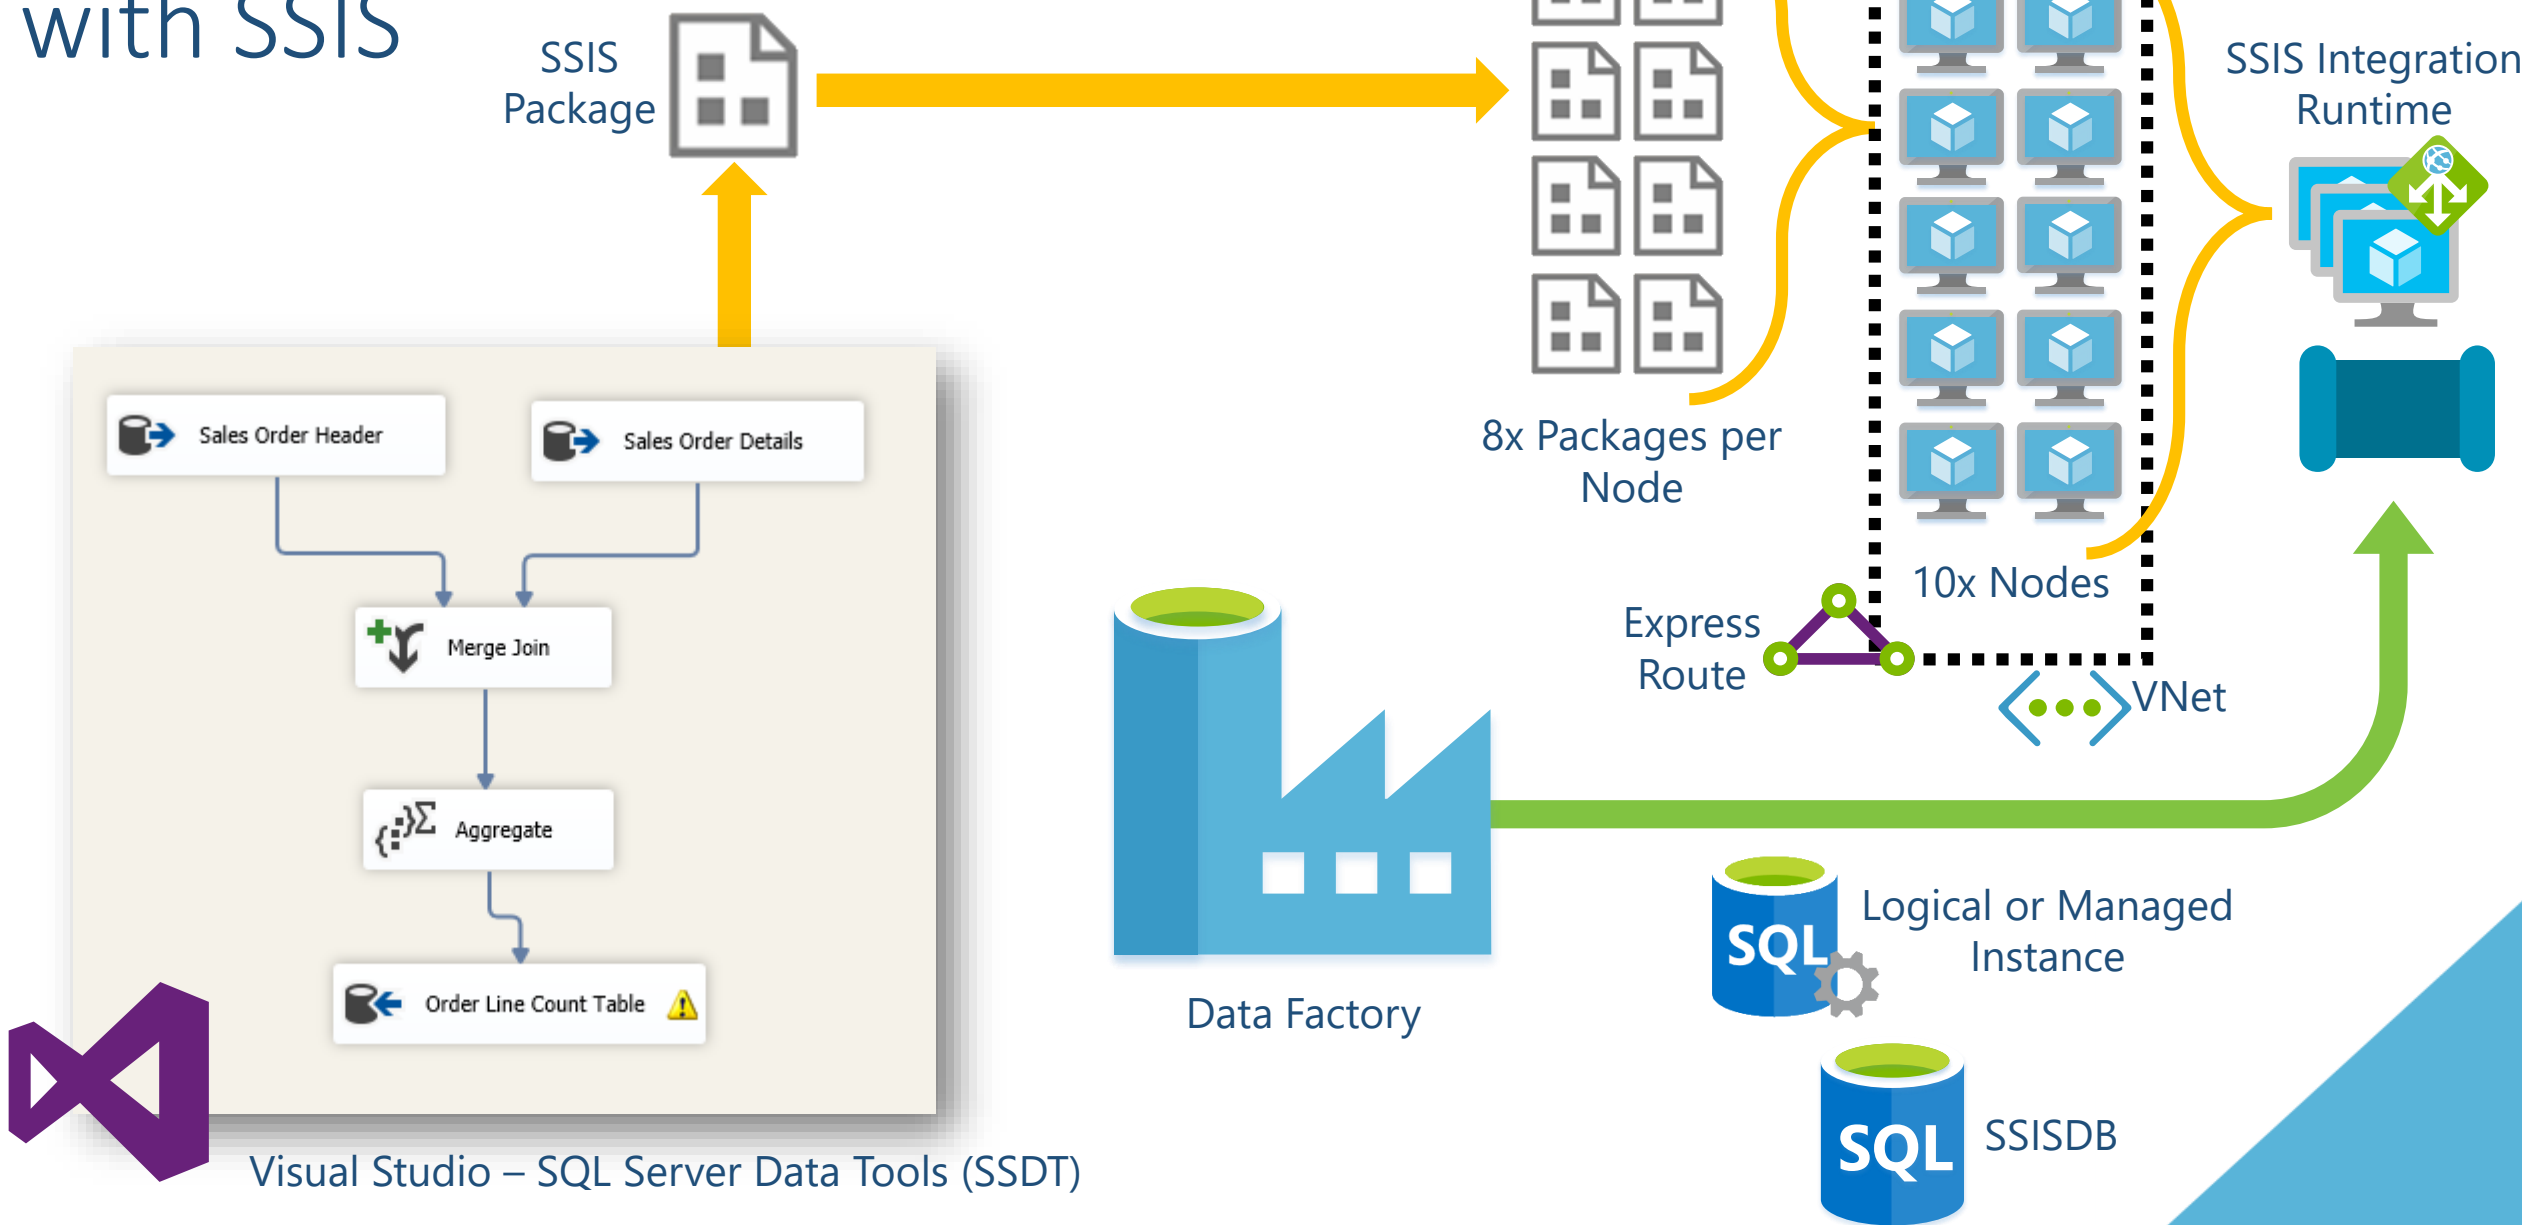 with SSIS
SSIS
Package
SSIS Integration
Runtime
Sales Order Header
Sales Order Details
8x Packages per
Node
10x Nodes
Express
Route
VNet
Merge Join
Aggregate
Order Line Count Table
Data Factory
SQL
Logical or Managed
Instance
SQL
SSISDB
Visual Studio – SQL Server Data Tools (SSDT)